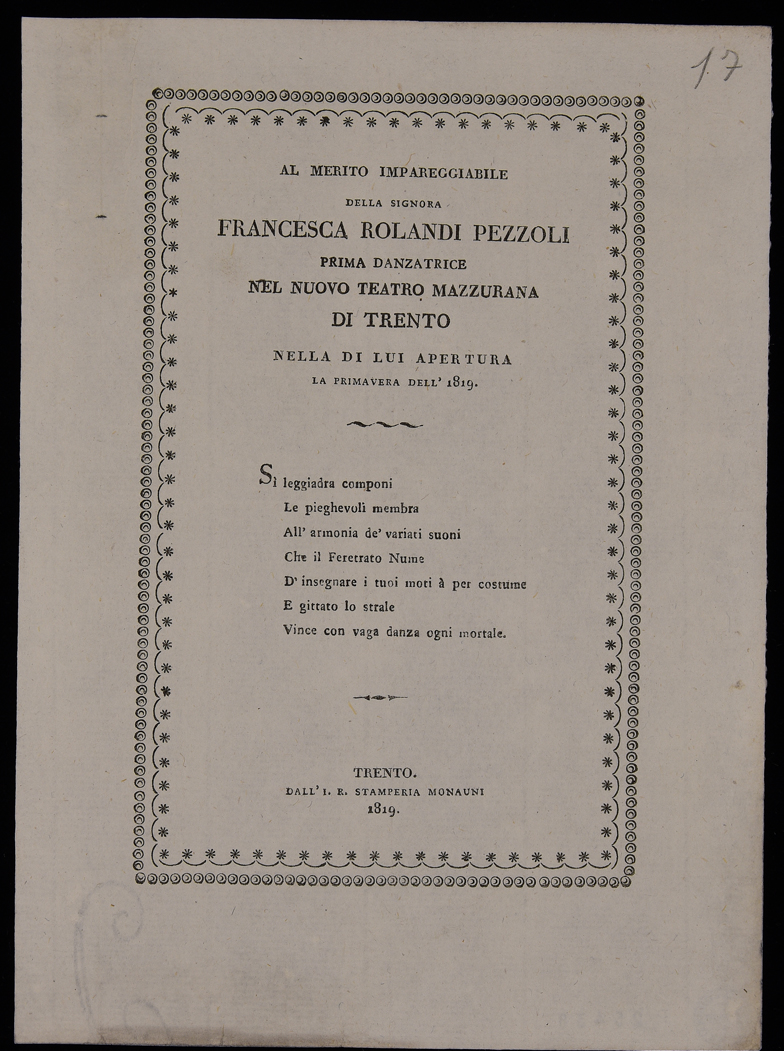 17
AL MERITO IMPAREGGIABILE
DELLA SIGNORA
FRANCESCA ROLANDI PEZZOLI
PRIMA DANZATRICE
NEL NUOVO TEATRO MAZZURANA
DI TRENTO
NELLA DI LUI APERTURA
LA PRIMAVERA DELL' 1819.
Sì leggiadra componi
Le pieghevoli membra
All' armonia de' variati suoni
Che il Feretrato Nume
D' insegnare i tuoi moti à per costume
E gittato lo strale
Vince con vaga danza ogni mortale.
TRENTO.
DALL' I. R. STAMPERIA MONAUNI
1819.